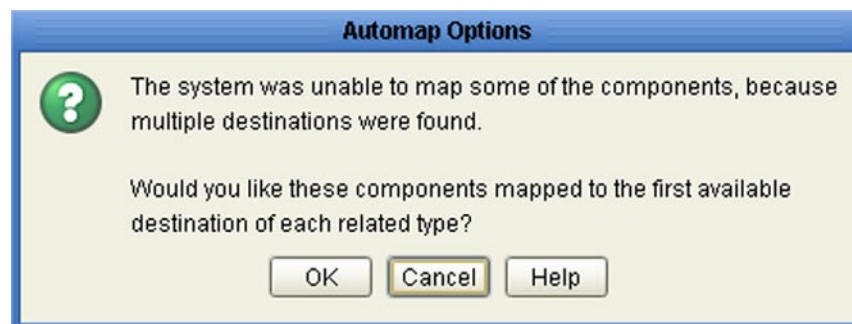 Automap Options
The system was unable to map some of the components, because
multiple destinations were found.
Would you like these components mapped to the first available
destination of each related type?
OK Cancel Help